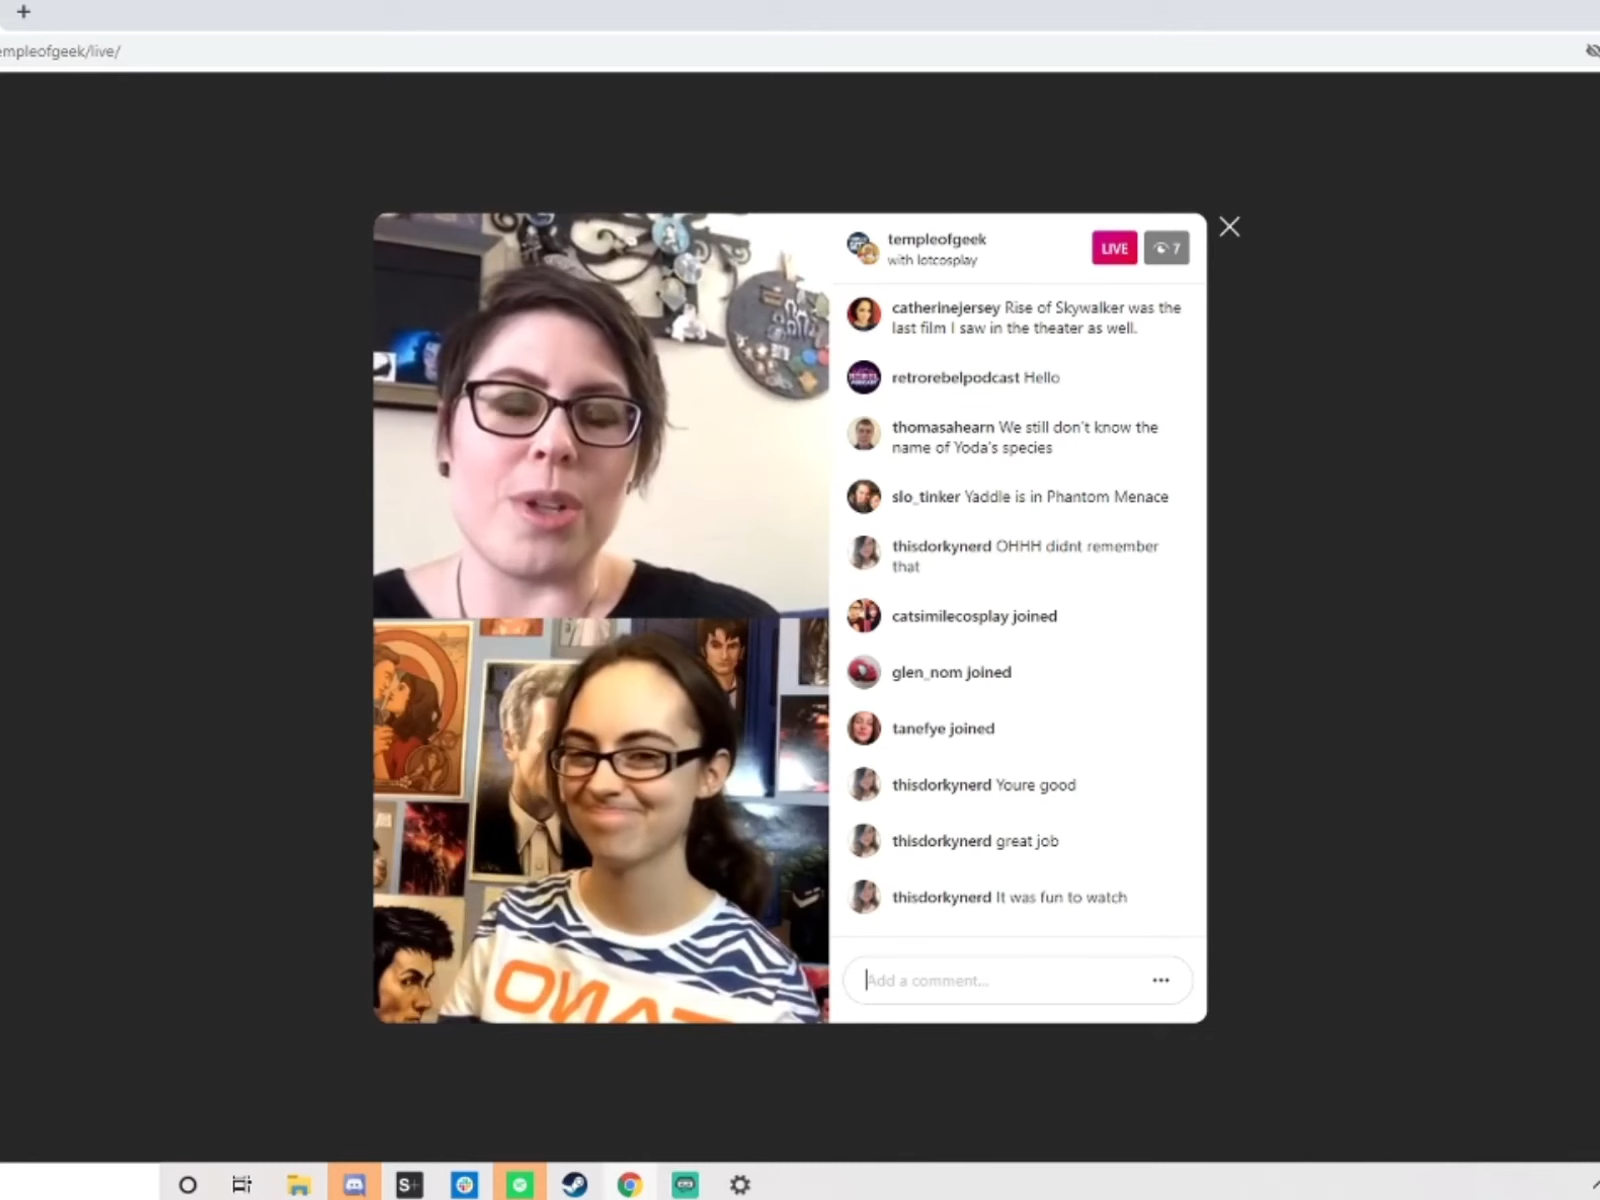 +
empleofgeek/live/
templeofgeek
with lotcosplay
LIVE
7
catherinejersey Rise of Skywalker was the
last film I saw in the theater as well.
retrorebelpodcast Hello
thomasahearn We still don't know the
name of Yoda's species
slo_tinker Yaddle is in Phantom Menace
thisdorkynerd OHHH didnt remember
that
catsimilecosplay joined
glen_nom joined
tanefye joined
thisdorkynerd Youre good
thisdorkynerd great job
thisdorkynerd It was fun to watch
Add a comment...
S+